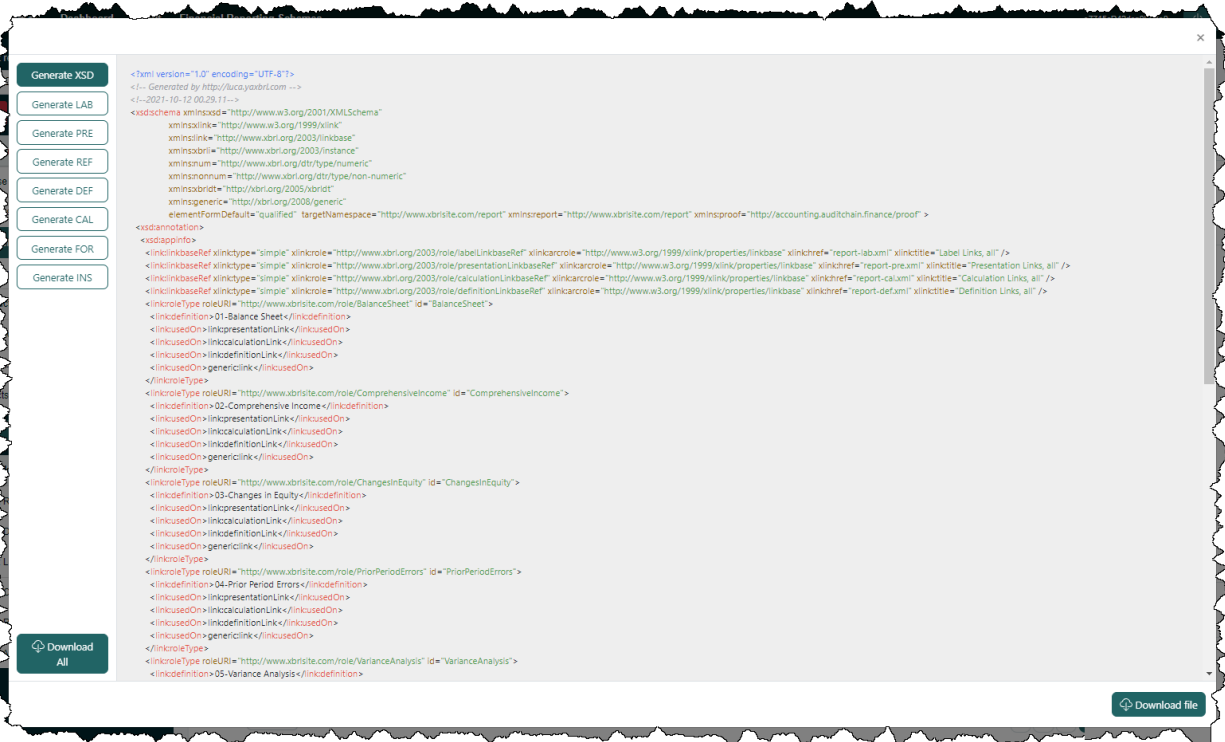 Dashboard Financial Reporting Schemes
×
Generate XSD
Generate LAB
Generate PRE
Generate REF
Generate DEF
Generate CAL
Generate FOR
Generate INS
Download
All
<?xml version="1.0" encoding="UTF-8"?>
<!-- Generated by http://luca.yaxbrl.com -->
<!--2021-10-12 00.29.11-->
<xsd:schema xmlns:xsd="http://www.w3.org/2001/XMLSchema"
xmlns:xlink="http://www.w3.org/1999/xlink"
xmlns:link="http://www.xbrl.org/2003/linkbase"
xmlns:xbrli="http://www.xbrl.org/2003/instance"
xmlns:num="http://www.xbrl.org/dtr/type/numeric"
xmlns:nonnum="http://www.xbrl.org/dtr/type/non-numeric"
xmlns:xbridt="http://xbrl.org/2005/xbridt"
xmlns:generic="http://xbrl.org/2008/generic"
elementFormDefault="qualified" targetNamespace="http://www.xbrlsite.com/report" xmlns:report="http://www.xbrlsite.com/report" xmlns:proof="http://accounting.auditchain.finance/proof" >
<xsd:annotation>
<xsd:appinfo>
<link:linkbaseRef xlink:type="simple" xlink:role="http://www.xbrl.org/2003/role/labelLinkbaseRef" xlink:arcrole="http://www.w3.org/1999/xlink/properties/linkbase" xlink:href="report-lab.xml" xlink:title="Label Links, all" />
<link:linkbaseRef xlink:type="simple" xlink:role="http://www.xbrl.org/2003/role/presentationLinkbaseRef" xlink:arcrole="http://www.w3.org/1999/xlink/properties/linkbase" xlink:href="report-pre.xml" xlink:title="Presentation Links, all" />
<link:linkbaseRef xlink:type="simple" xlink:role="http://www.xbrl.org/2003/role/calculationLinkbaseRef" xlink:arcrole="http://www.w3.org/1999/xlink/properties/linkbase" xlink:href="report-cal.xml" xlink:title="Calculation Links, all" />
<link:linkbaseRef xlink:type="simple" xlink:role="http://www.xbrl.org/2003/role/definitionLinkbaseRef" xlink:arcrole="http://www.w3.org/1999/xlink/properties/linkbase" xlink:href="report-def.xml" xlink:title="Definition Links, all" />
<link:roleType roleURI="http://www.xbrlsite.com/role/BalanceSheet" id="BalanceSheet">
<link:definition>01-Balance Sheet</link:definition>
<link:usedOn>link:presentationLink</link:usedOn>
<link:usedOn>link:calculationLink</link:usedOn>
<link:usedOn>link:definitionLink</link:usedOn>
<link:usedOn>generic:link</link:usedOn>
</link:roleType>
<link:roleType roleURI="http://www.xbrlsite.com/role/ComprehensiveIncome" id="ComprehensiveIncome">
<link:definition>02-Comprehensive Income</link:definition>
<link:usedOn>link:presentationLink</link:usedOn>
<link:usedOn>link:calculationLink</link:usedOn>
<link:usedOn>link:definitionLink</link:usedOn>
<link:usedOn>generic:link</link:usedOn>
</link:roleType>
<link:roleType roleURI="http://www.xbrlsite.com/role/ChangesInEquity" id="ChangesInEquity">
<link:definition>03-Changes in Equity</link:definition>
<link:usedOn>link:presentationLink</link:usedOn>
<link:usedOn>link:calculationLink</link:usedOn>
<link:usedOn>link:definitionLink</link:usedOn>
<link:usedOn>generic:link</link:usedOn>
</link:roleType>
<link:roleType roleURI="http://www.xbrlsite.com/role/PriorPeriodErrors" id="PriorPeriodErrors">
<link:definition>04-Prior Period Errors</link:definition>
<link:usedOn>link:presentationLink</link:usedOn>
<link:usedOn>link:calculationLink</link:usedOn>
<link:usedOn>link:definitionLink</link:usedOn>
<link:usedOn>generic:link</link:usedOn>
</link:roleType>
<link:roleType roleURI="http://www.xbrlsite.com/role/VarianceAnalysis" id="VarianceAnalysis">
<link:definition>05-Variance Analysis</link:definition>
Download file